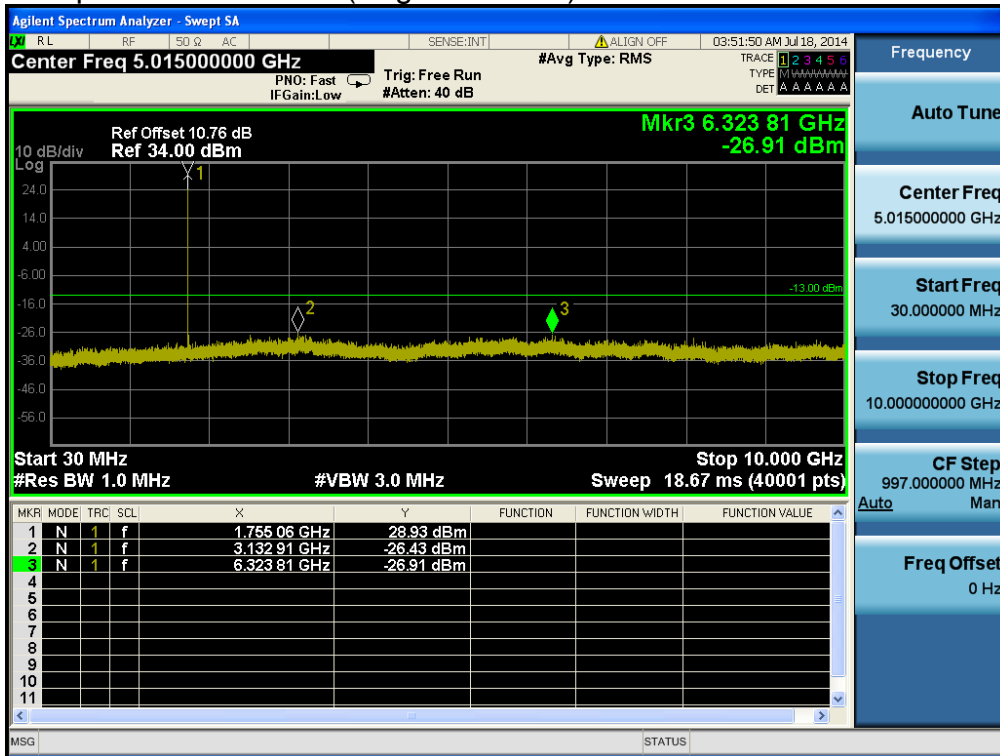 Agilent Spectrum Analyzer - Swept SA
LXI RL RF 50 Ω AC SENSE:INT ALIGN OFF 03:51:50 AM Jul 18, 2014
Center Freq 5.015000000 GHz #Avg Type: RMS TRACE 1 2 3 4 5 6
PNO: Fast Trig: Free Run TYPE M
IFGain:Low #Atten: 40 dB DET A A A A A A
Ref Offset 10.76 dB Mkr3 6.323 81 GHz
10 dB/div Ref 34.00 dBm -26.91 dBm
Log
1
24.0
14.0
4.00
-6.00
-13.00 dBm
-16.0
2 3
-26.0
-36.0
-46.0
-56.0
Start 30 MHz Stop 10.000 GHz
#Res BW 1.0 MHz #VBW 3.0 MHz Sweep 18.67 ms (40001 pts)
MKR MODE TRC SCL X Y FUNCTION FUNCTION WIDTH FUNCTION VALUE
1 N 1 f 1.755 06 GHz 28.93 dBm
2 N 1 f 3.132 91 GHz -26.43 dBm
3 N 1 f 6.323 81 GHz -26.91 dBm
4
5
6
7
8
9
10
11
MSG STATUS
Frequency
Auto Tune
Center Freq
5.015000000 GHz
Start Freq
30.000000 MHz
Stop Freq
10.000000000 GHz
CF Step
997.000000 MHz
Auto Man
Freq Offset
0 Hz